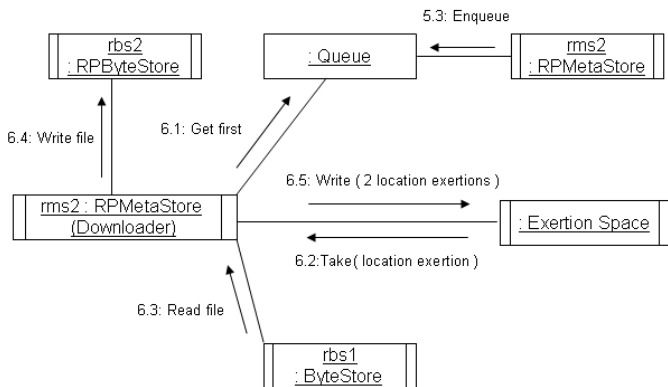 5.3: Enqueue
rbs2
: RPByteStore
: Queue
rms2
: RPMetaStore
6.1: Get first
6.4: Write file
6.5: Write ( 2 location exertions )
rms2 : RPMetaStore
(Downloader)
: Exertion Space
6.2:Take( location exertion )
6.3: Read file
rbs1
: ByteStore